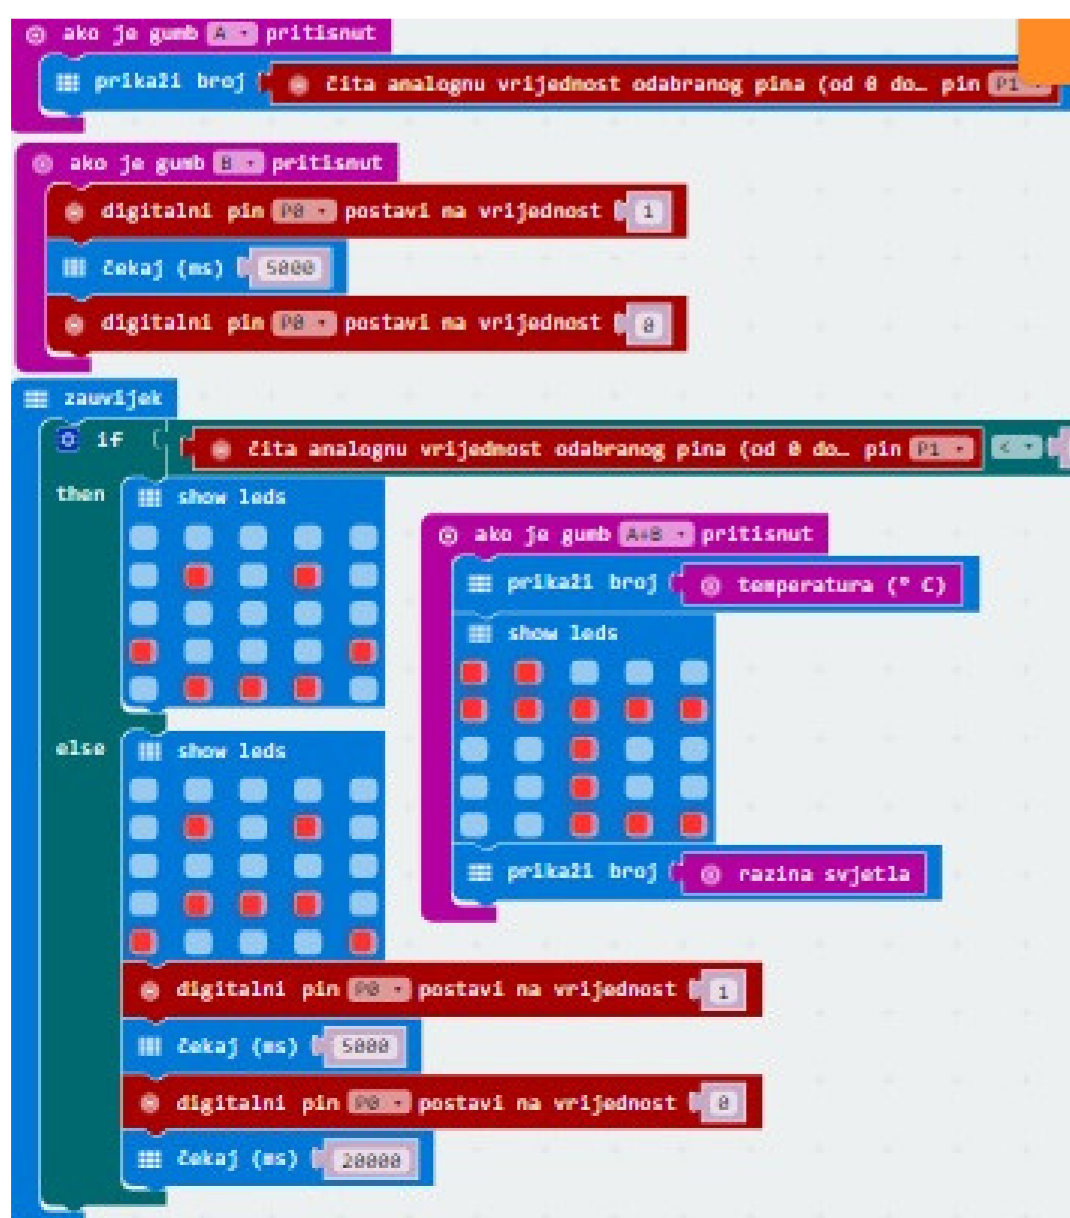 ako je gumb A pritisnut
prikaži broj čita analognu vrijednost odabranog pina (od 0 do… pin P1
ako je gumb B pritisnut
digitalni pin P0 postavi na vrijednost 1
čekaj (ms) 5000
digitalni pin P0 postavi na vrijednost 0
zauvijek
if čita analognu vrijednost odabranog pina (od 0 do… pin P1 <
then show leds
ako je gumb A+B pritisnut
prikaži broj temperatura (° C)
show leds
else show leds
prikaži broj razina svjetla
digitalni pin P0 postavi na vrijednost 1
čekaj (ms) 5000
digitalni pin P0 postavi na vrijednost 0
čekaj (ms) 20000